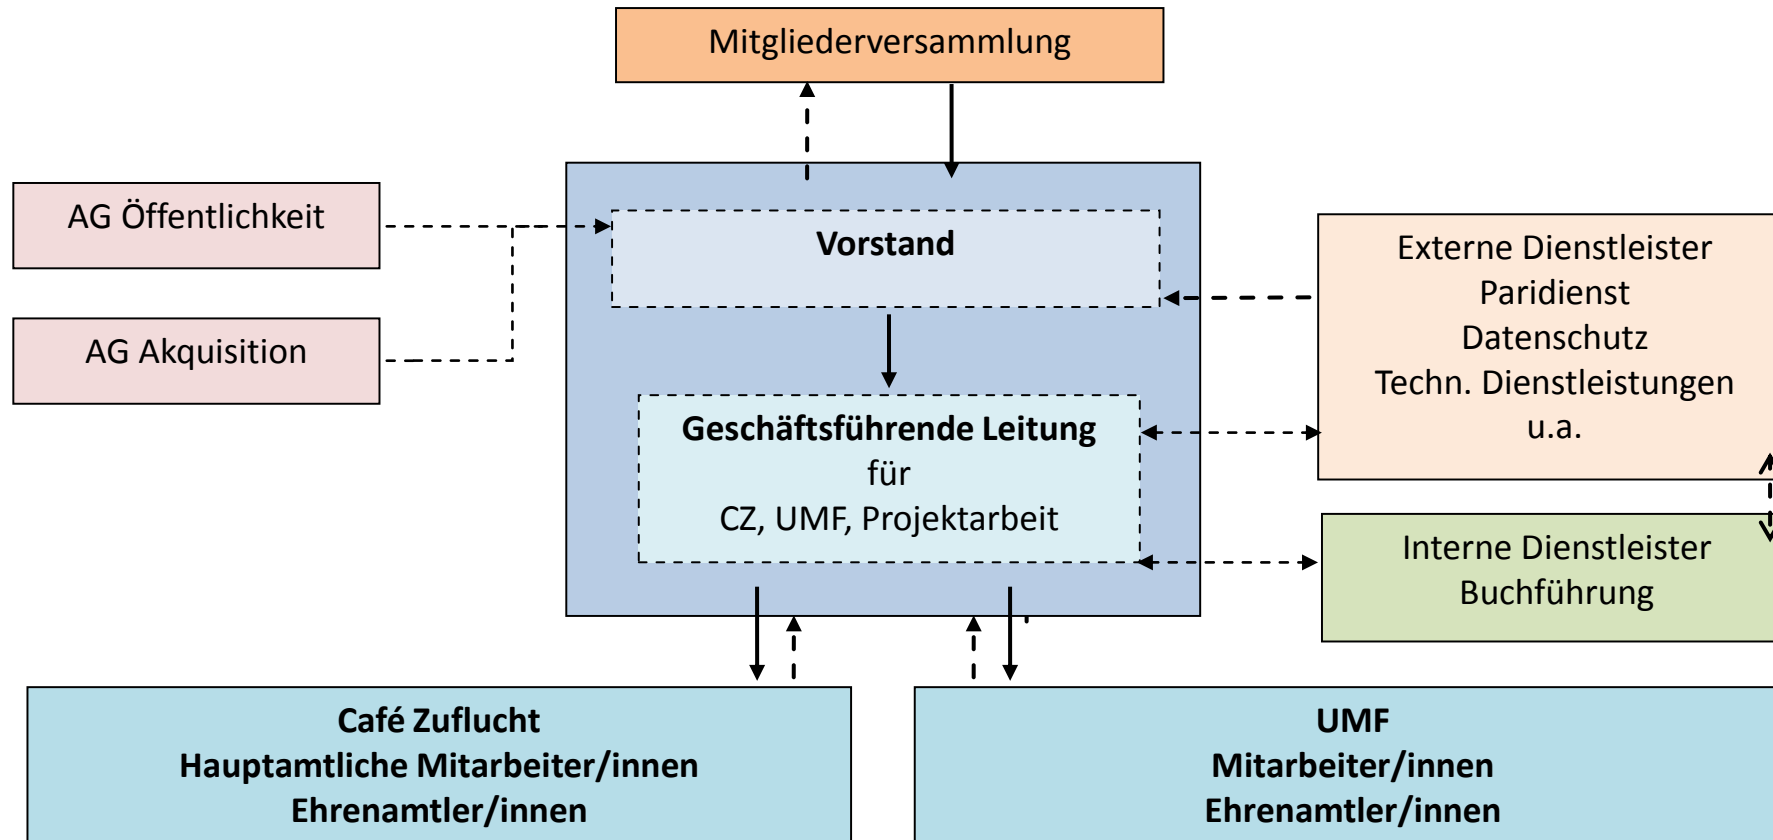 Mitgliederversammlung
AG Öffentlichkeit
AG Akquisition
Vorstand
Geschäftsführende Leitung
für
CZ, UMF, Projektarbeit
Externe Dienstleister
Paridienst
Datenschutz
Techn. Dienstleistungen
u.a.
Interne Dienstleister
Buchführung
Café Zuflucht
Hauptamtliche Mitarbeiter/innen
Ehrenamtler/innen
UMF
Mitarbeiter/innen
Ehrenamtler/innen